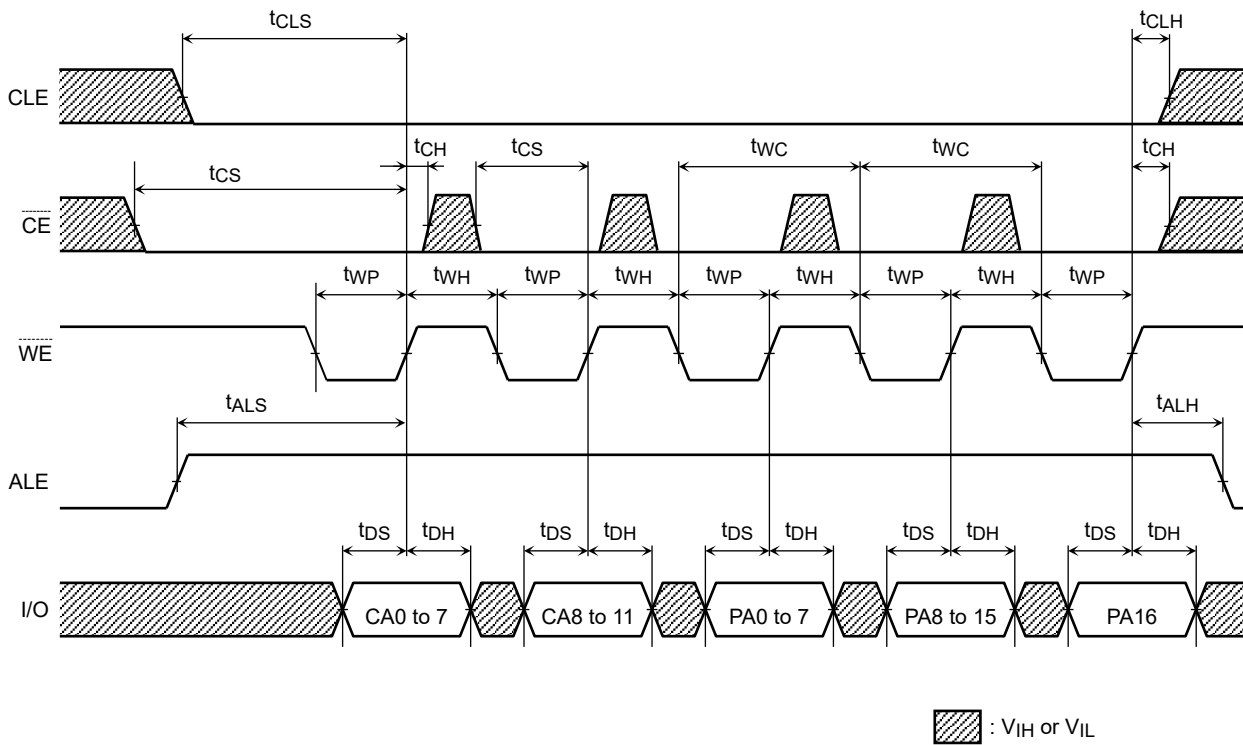 tCLS tCLH
CLE
tCH tCS tWC tWC tCH
tCS
CE
tWP tWH tWP tWH tWP tWH tWP tWH tWP
WE
tALS tALH
ALE
tDS tDH tDS tDH tDS tDH tDS tDH tDS tDH
I/O CA0 to 7 CA8 to 11 PA0 to 7 PA8 to 15 PA16
: VIH or VIL